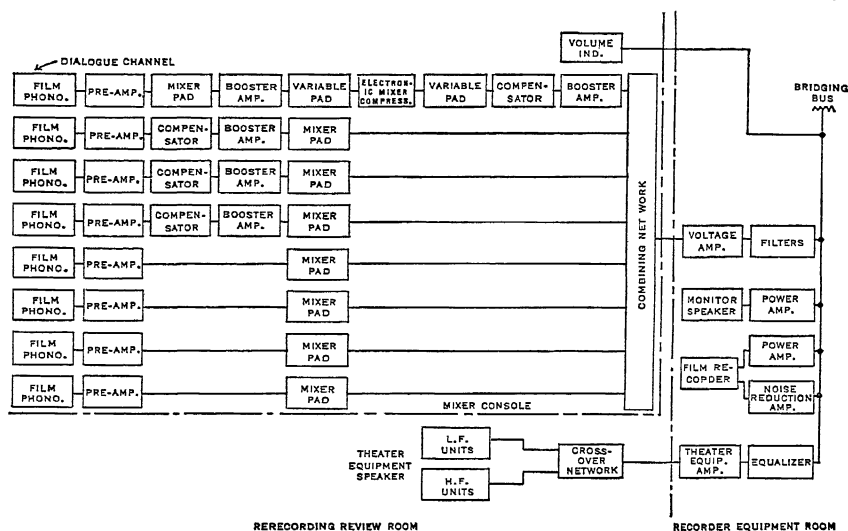 VOLUME
IND.
DIALOGUE CHANNEL
BRIDGING
BUS
FILM
PHONO.
PRE-AMP.
MIXER
PAD
BOOSTER
AMP.
VARIABLE
PAD
ELECTRON-
IC MIXER
COMPRESS.
VARIABLE
PAD
COMPEN-
SATOR
BOOSTER
AMP.
FILM
PHONO.
PRE-AMP.
COMPEN-
SATOR
BOOSTER
AMP.
MIXER
PAD
FILM
PHONO.
PRE-AMP.
COMPEN-
SATOR
BOOSTER
AMP.
MIXER
PAD
FILM
PHONO.
PRE-AMP.
COMPEN-
SATOR
BOOSTER
AMP.
MIXER
PAD
FILM
PHONO.
PRE-AMP.
MIXER
PAD
FILM
PHONO.
PRE-AMP.
MIXER
PAD
FILM
PHONO.
PRE-AMP.
MIXER
PAD
FILM
PHONO.
PRE-AMP.
MIXER
PAD
COMBINING NET WORK
MIXER CONSOLE
VOLTAGE
AMP.
FILTERS
MONITOR
SPEAKER
POWER
AMP.
POWER
AMP.
FILM RE-
COPDER
NOISE
REDUCTION
AMP.
THEATER
EQUIPMENT
SPEAKER
L.F.
UNITS
H.F.
UNITS
CROSS-
OVER
NETWORK
THEATER
EQUIP.
AMP.
EQUALIZER
RERECORDING REVIEW ROOM
RECORDER EQUIPMENT ROOM